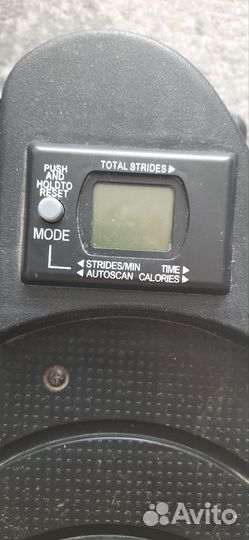 TOTAL STRIDES ▶
PUSH
AND
HOLDTO
RESET
MODE
◀ STRIDES/MIN TIME ▶
◀ AUTOSCAN CALORIES ▶
Avito